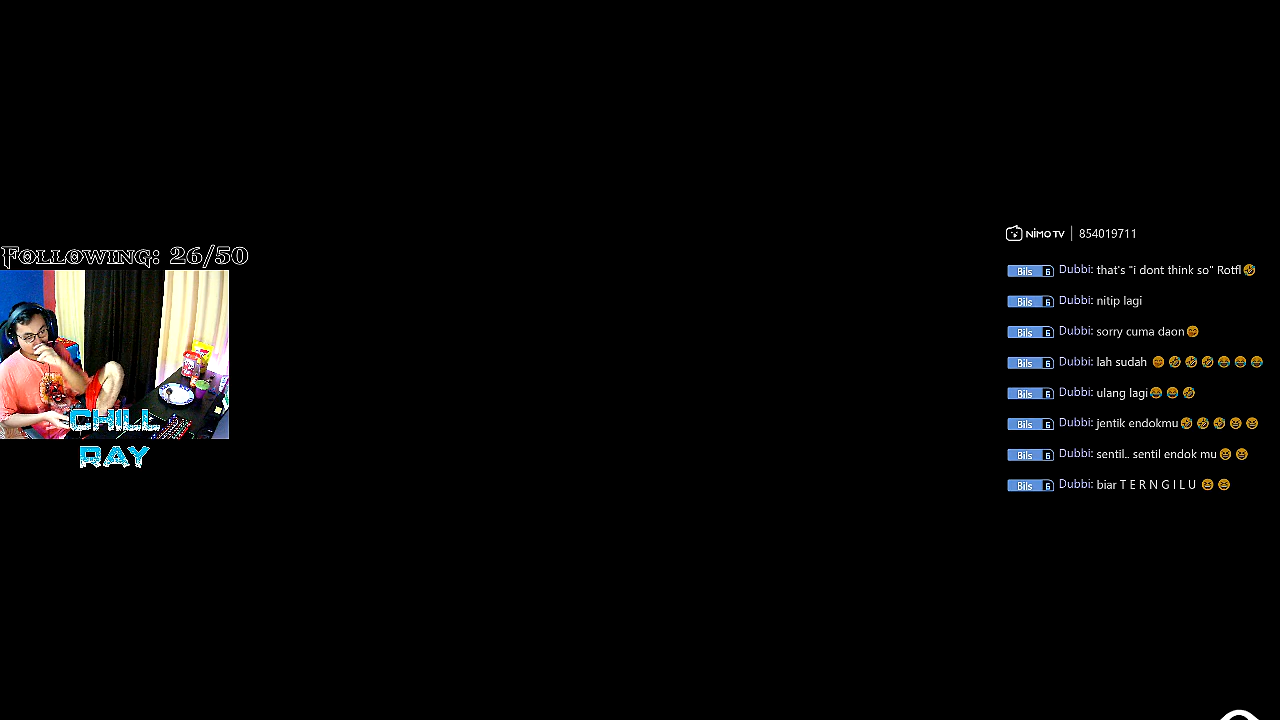 Following: 26/50
CHILL
RAY
NIMO TV | 854019711
Bils 6 Dubbi: that's "i dont think so" Rotfl🤣
Bils 6 Dubbi: nitip lagi
Bils 6 Dubbi: sorry cuma daon😁
Bils 6 Dubbi: lah sudah 😁🤣🤣🤣😂😂😂
Bils 6 Dubbi: ulang lagi😂😂🤣
Bils 6 Dubbi: jentik endokmu🤣🤣🤣😆😆
Bils 6 Dubbi: sentil.. sentil endok mu😆😆
Bils 6 Dubbi: biar T E R N G I L U 😆😆